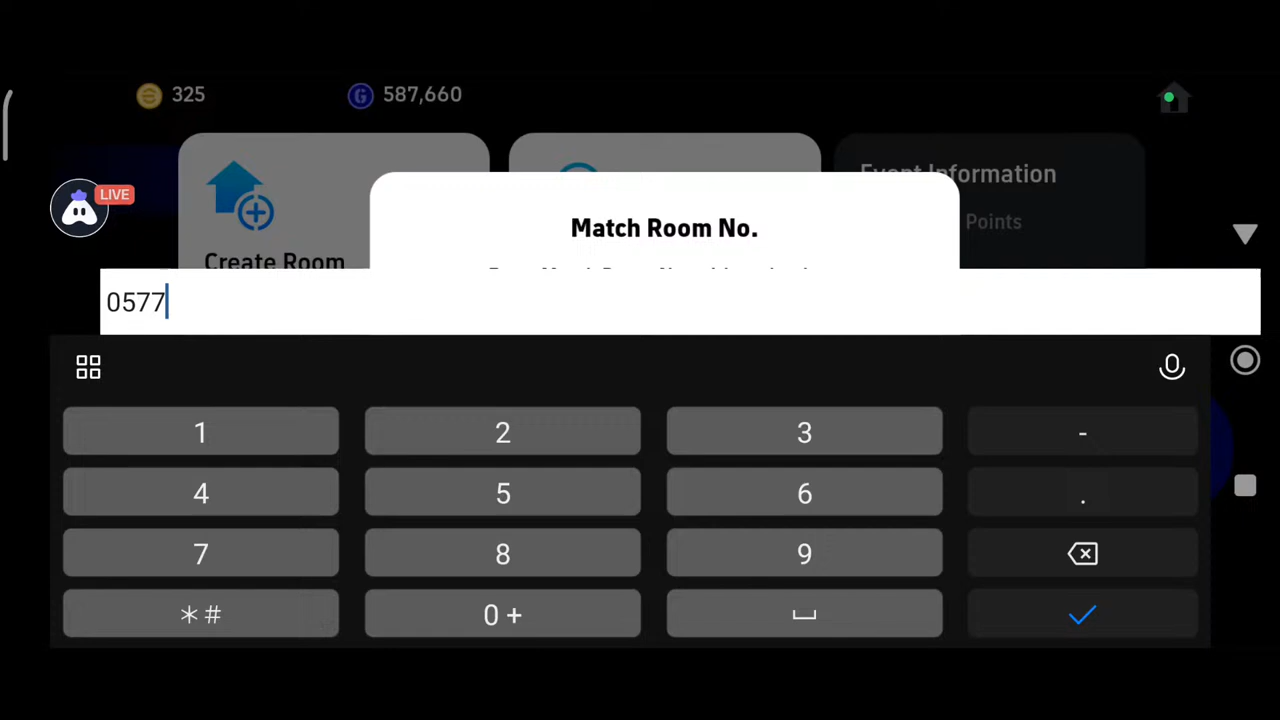 325
587,660
Event Information
Points
LIVE
Create Room
Match Room No.
0577
1 2 3 -
4 5 6 .
7 8 9
*# 0 +